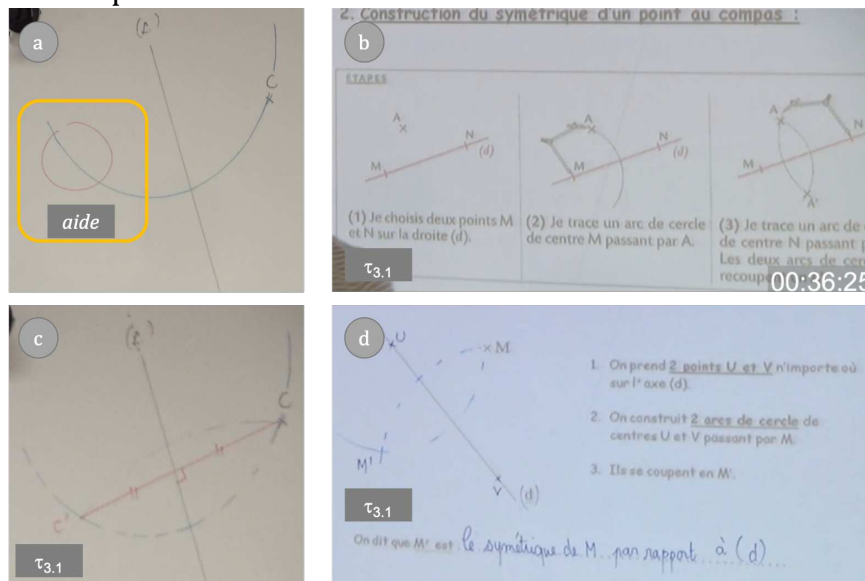 a
(r)
C
aide
b
2. Construction du symétrique d'un point au compas :
ETAPES
A
N
M
(d)
(1) Je choisis deux points M
et N sur la droite (d).
A
N
M
(d)
(2) Je trace un arc de cercle
de centre M passant par A.
A
N
M
A'
(3) Je trace un arc de
de centre N passant
Les deux arcs de
τ3.1
00:36:25
c
C
C'
τ3.1
d
U
M
M'
V
(d)
τ3.1
1. On prend 2 points U et V n'importe où
sur l'axe (d).
2. On construit 2 arcs de cercle de
centres U et V passant par M.
3. Ils se coupent en M'.
On dit que M' est le symétrique de M par rapport à (d)